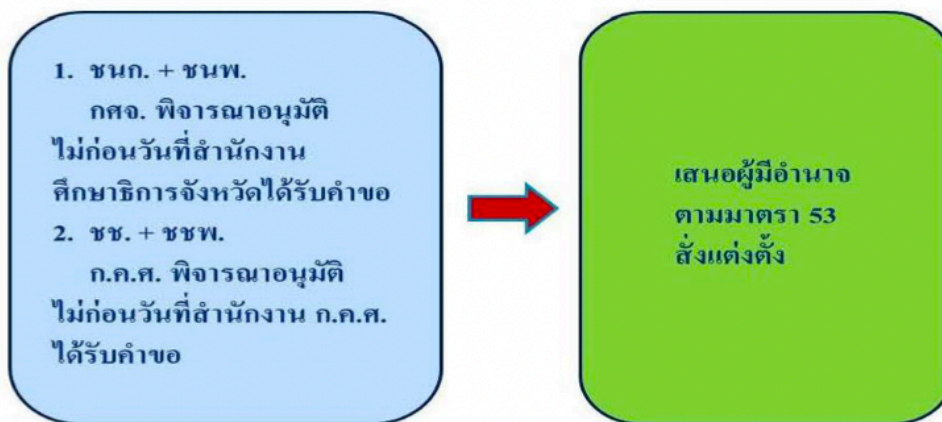 1. ชนก. + ชนพ.
กศจ. พิจารณาอนุมัติ
ไม่ก่อนวันที่สำนักงาน
ศึกษาธิการจังหวัดได้รับคำขอ
2. ชช. + ชชพ.
ก.ค.ศ. พิจารณาอนุมัติ
ไม่ก่อนวันที่สำนักงาน ก.ค.ศ.
ได้รับคำขอ
เสนอผู้มีอำนาจ
ตามมาตรา 53
สั่งแต่งตั้ง